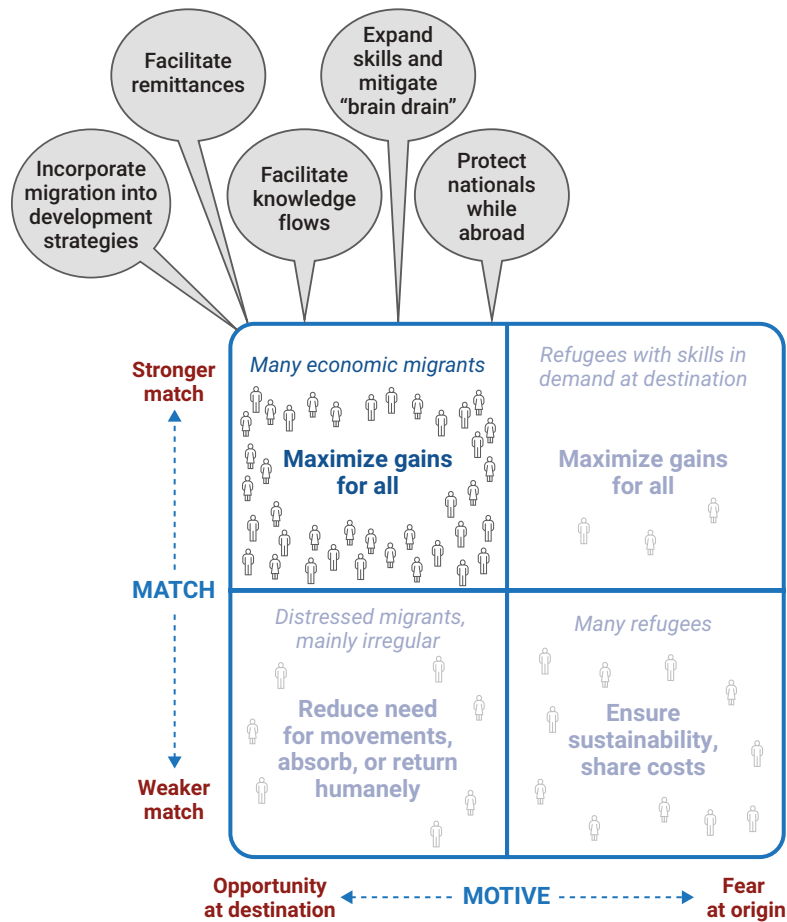 Facilitate
remittances
Expand
skills and
mitigate
“brain drain”
Incorporate
migration into
development
strategies
Facilitate
knowledge
flows
Protect
nationals
while
abroad
Stronger
match
MATCH
Weaker
match
Many economic migrants
Maximize gains
for all
Refugees with skills in
demand at destination
Maximize gains
for all
Distressed migrants,
mainly irregular
Reduce need
for movements,
absorb, or return
humanely
Many refugees
Ensure
sustainability,
share costs
Opportunity
at destination
MOTIVE
Fear
at origin